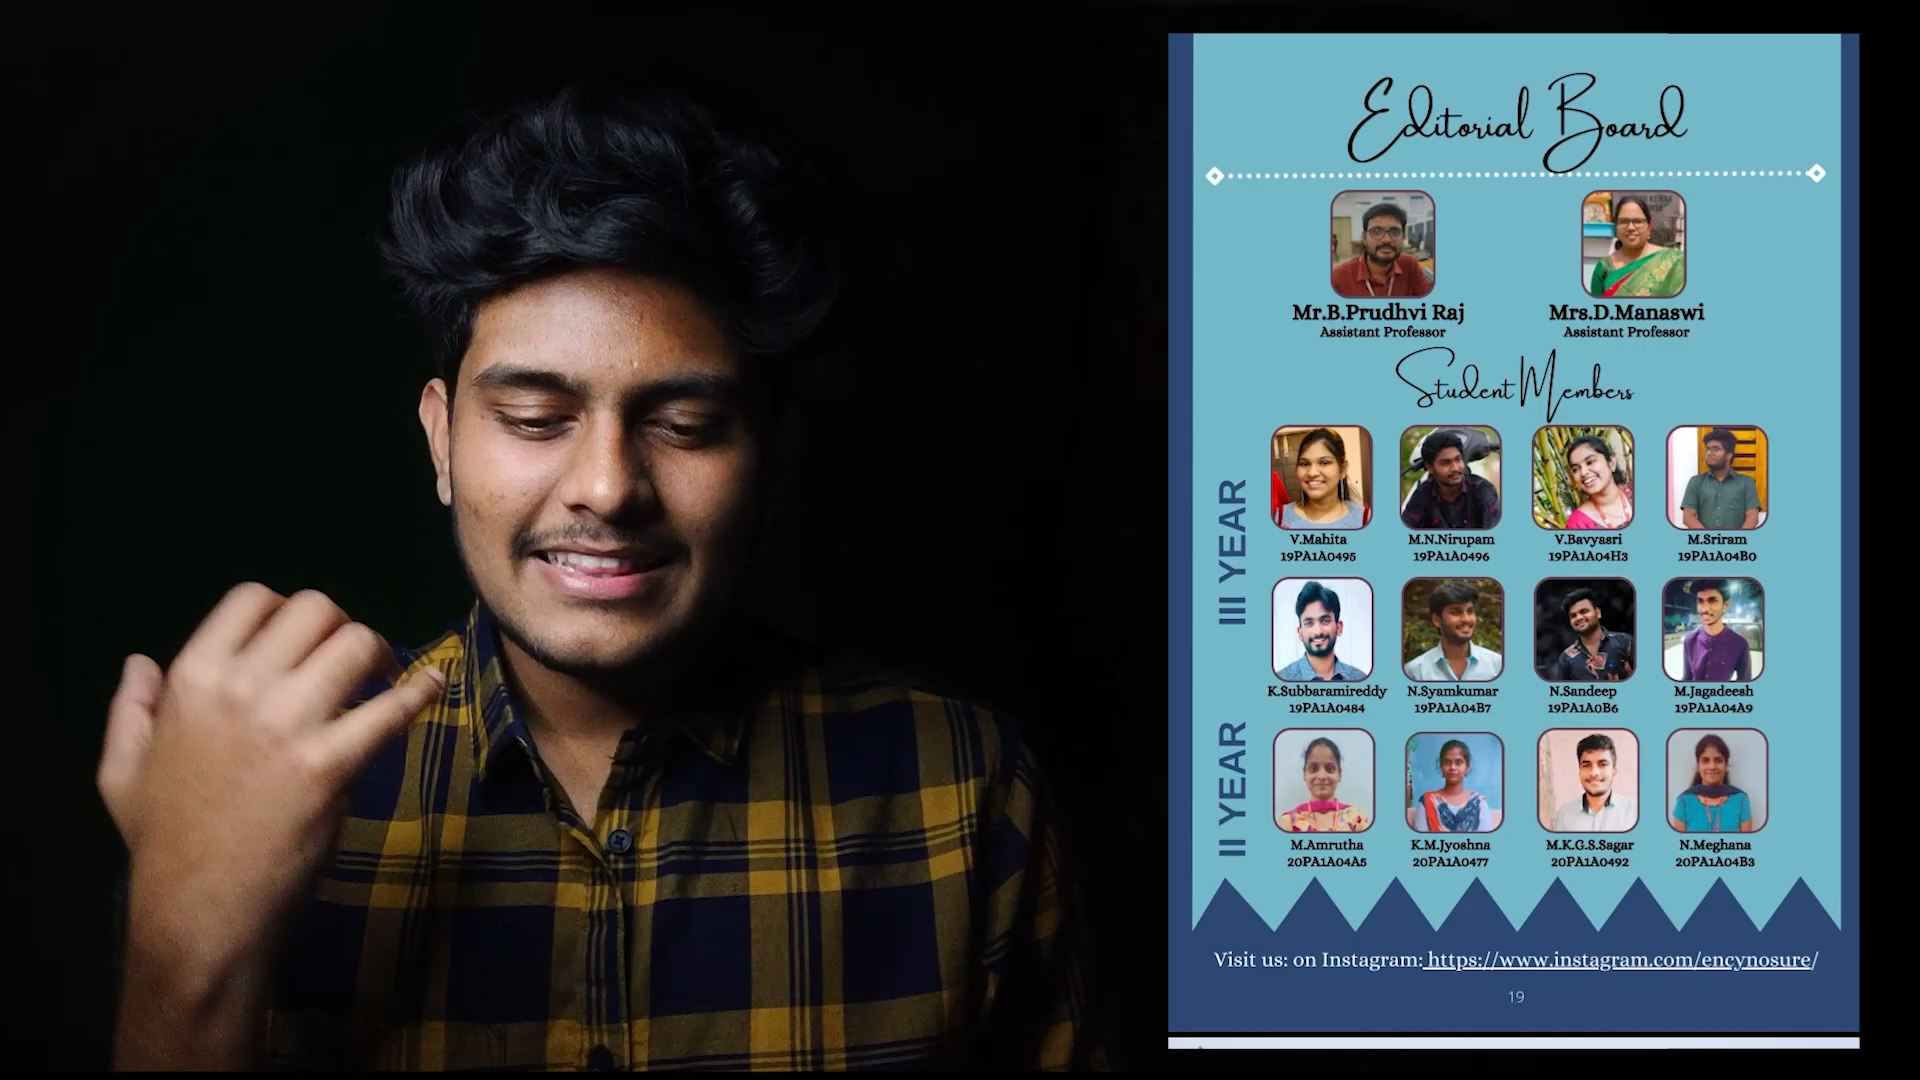 Editorial Board
Mr.B.Prudhvi Raj
Assistant Professor
Mrs.D.Manaswi
Assistant Professor
Student Members
III YEAR
V.Mahita
19PA1A0495
M.N.Nirupam
19PA1A0496
V.Bavyasri
19PA1A04H3
M.Sriram
19PA1A04B0
K.Subbaramireddy
19PA1A0484
N.Syamkumar
19PA1A04B7
N.Sandeep
19PA1A0B6
M.Jagadeesh
19PA1A04A9
II YEAR
M.Amrutha
20PA1A04A5
K.M.Jyoshna
20PA1A0477
M.K.G.S.Sagar
20PA1A0492
N.Meghana
20PA1A04B3
Visit us: on Instagram: https://www.instagram.com/encynosure/
19